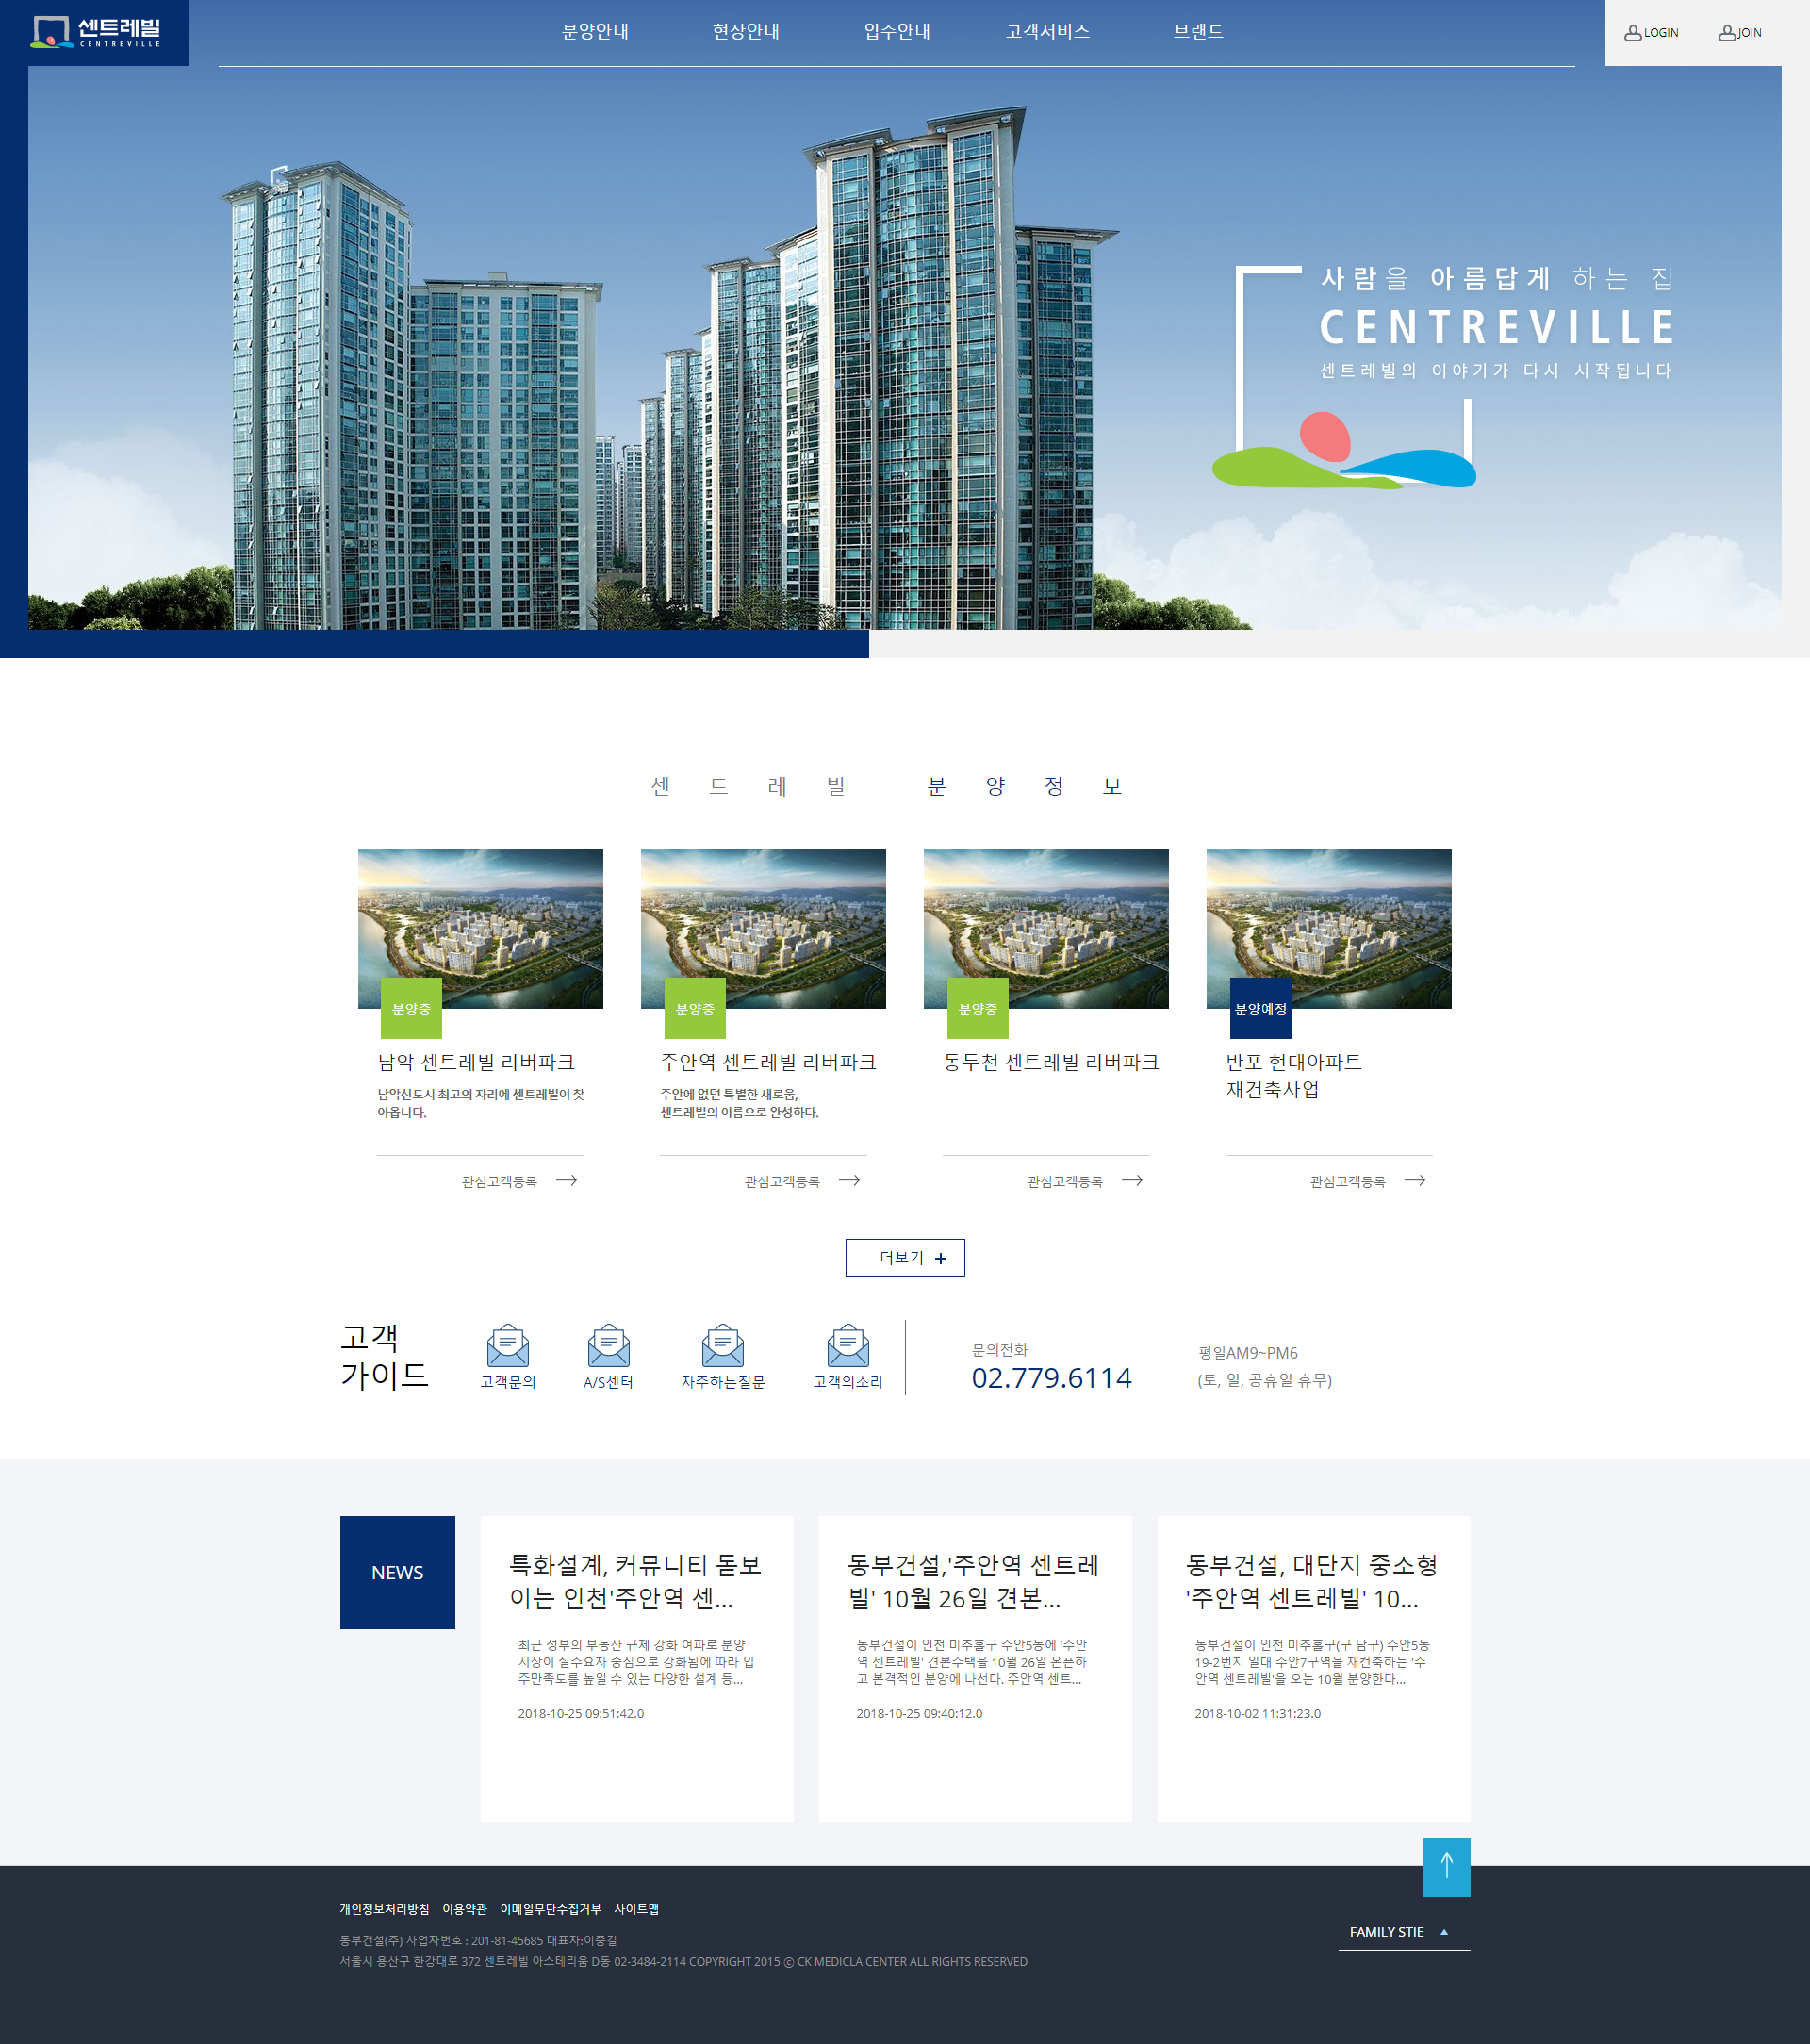 센트레빌
CENTREVILLE
분양안내
현장안내
입주안내
고객서비스
브랜드
LOGIN
JOIN
사람을 아름답게 하는 집
CENTREVILLE
센트레빌의 이야기가 다시 시작됩니다
센트레빌 분양정보
분양중
남악 센트레빌 리버파크
남악신도시 최고의 자리에 센트레빌이 찾
아옵니다.
관심고객등록
분양중
주안역 센트레빌 리버파크
주안에 없던 특별한 새로움,
센트레빌의 이름으로 완성하다.
관심고객등록
분양중
동두천 센트레빌 리버파크
관심고객등록
분양예정
반포 현대아파트
재건축사업
관심고객등록
더보기 +
고객
가이드
고객문의
A/S센터
자주하는질문
고객의소리
문의전화
02.779.6114
평일AM9~PM6
(토, 일, 공휴일 휴무)
NEWS
특화설계, 커뮤니티 돋보
이는 인천'주안역 센...
최근 정부의 부동산 규제 강화 여파로 분양
시장이 실수요자 중심으로 강화됨에 따라 입
주만족도를 높일 수 있는 다양한 설계 등...
2018-10-25 09:51:42.0
동부건설,'주안역 센트레
빌' 10월 26일 견본...
동부건설이 인천 미추홀구 주안5동에 '주안
역 센트레빌' 견본주택을 10월 26일 온픈하
고 본격적인 분양에 나선다. 주안역 센트...
2018-10-25 09:40:12.0
동부건설, 대단지 중소형
'주안역 센트레빌' 10...
동부건설이 인천 미추홀구(구 남구) 주안5동
19-2번지 일대 주안7구역을 재컨축하는 '주
안역 센트레빌'을 오는 10월 분양한다...
2018-10-02 11:31:23.0
개인정보처리방침 이용약관 이메일무단수집거부 사이트맵
동부건설(주) 사업자번호 : 201-81-45685 대표자:이중길
서울시 용산구 한강대로 372 센트레빌 아스테리움 D동 02-3484-2114 COPYRIGHT 2015 ⓒ CK MEDICLA CENTER ALL RIGHTS RESERVED
FAMILY STIE